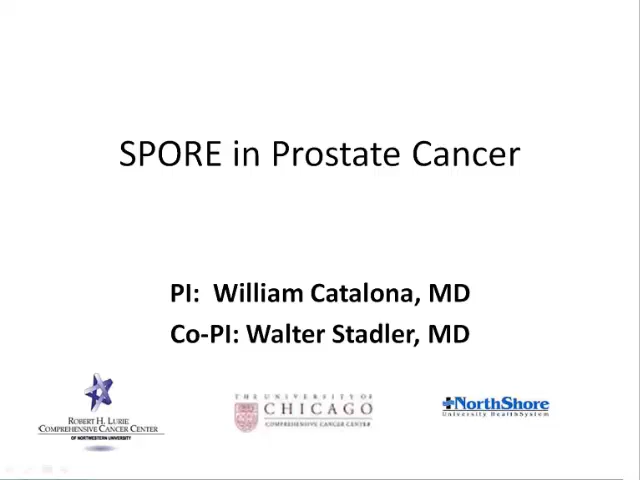 SPORE in Prostate Cancer
PI: William Catalona, MD
Co-PI: Walter Stadler, MD
ROBERT H. LURIE
COMPREHENSIVE CANCER CENTER
OF NORTHWESTERN UNIVERSITY
THE UNIVERSITY OF
CHICAGO
COMPREHENSIVE CANCER CENTER
NorthShore
University HealthSystem